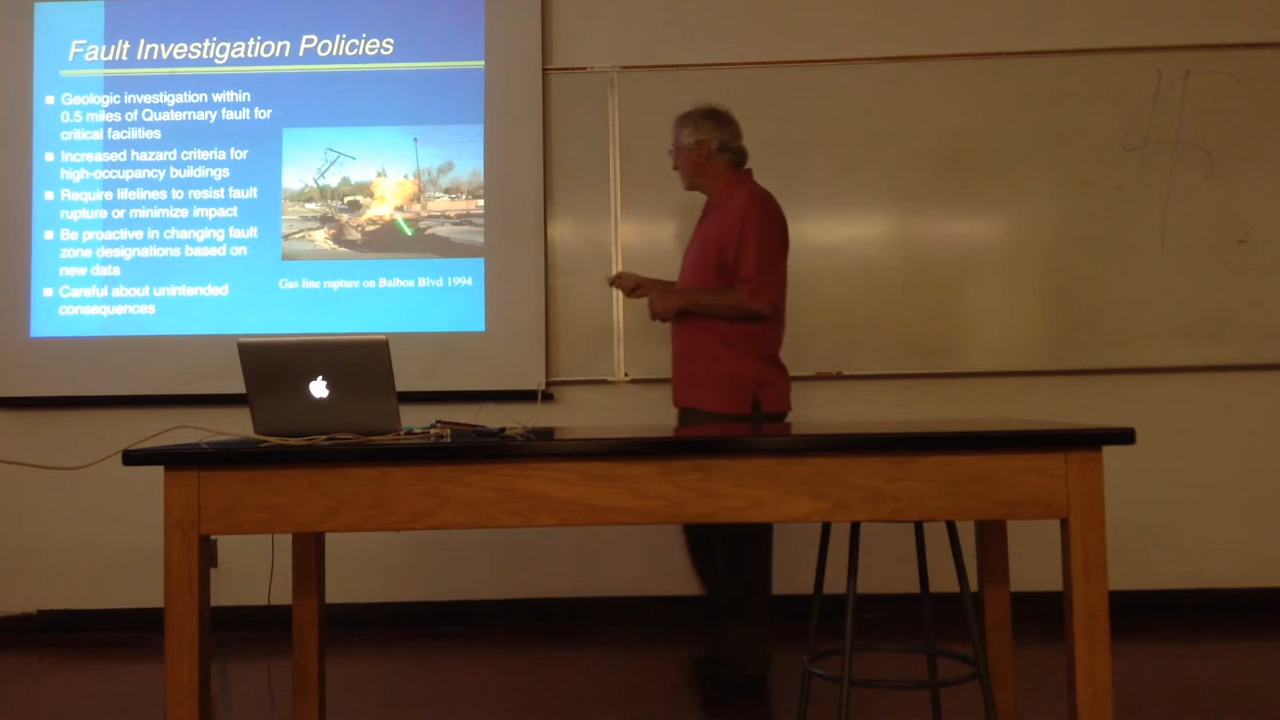 Fault Investigation Policies
Geologic investigation within
0.5 miles of Quaternary fault for
critical facilities
Increased hazard criteria for
high-occupancy buildings
Require lifelines to resist fault
rupture or minimize impact
Be proactive in changing fault
zone designations based on
new data
Careful about unintended
consequences
Gas line rupture on Balboa Blvd 1994